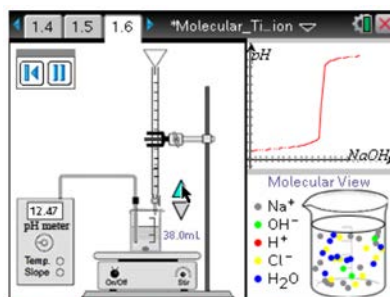 1.4 1.5 1.6 *Molecular_Ti...ion
pH
NaOH
12.47
pH meter
Temp.
Slope
38.0mL
On/Off
Stir
Molecular View
Na⁺
OH⁻
H⁺
Cl⁻
H₂O